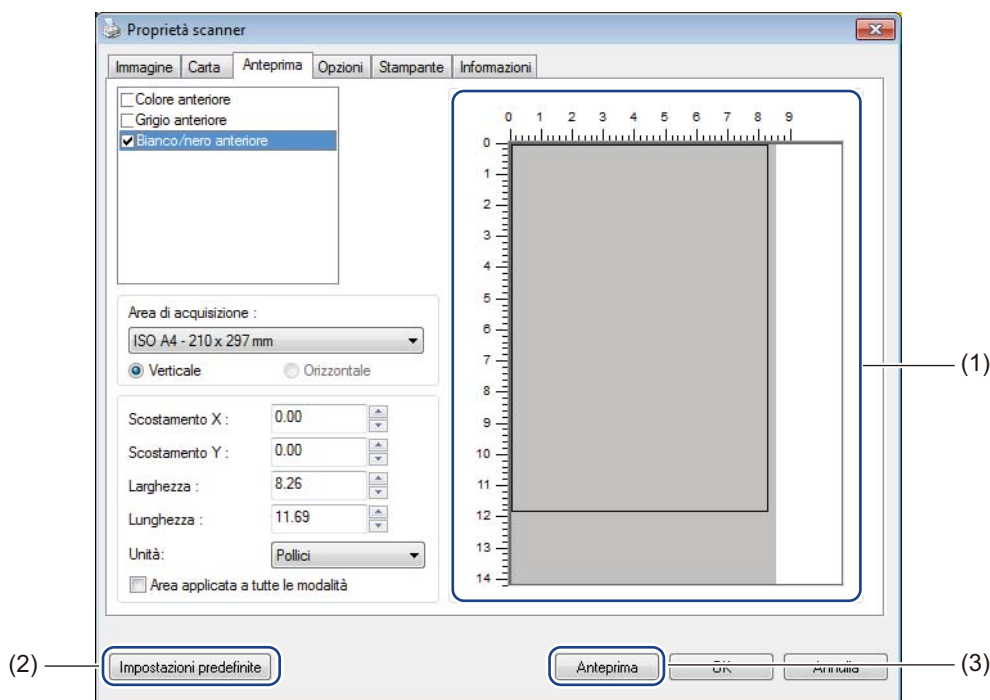 Proprietà scanner
Immagine Carta Anteprima Opzioni Stampante Informazioni
Colore anteriore
Grigio anteriore
Bianco/nero anteriore
Area di acquisizione :
ISO A4 - 210 x 297 mm
Verticale Orizzontale
Scostamento X : 0.00
Scostamento Y : 0.00
Larghezza : 8.26
Lunghezza : 11.69
Unità: Pollici
Area applicata a tutte le modalità
0 1 2 3 4 5 6 7 8 9
0
1
2
3
4
5
6
7
8
9
10
11
12
13
14
(1)
(2) Impostazioni predefinite Anteprima OK Annulla (3)